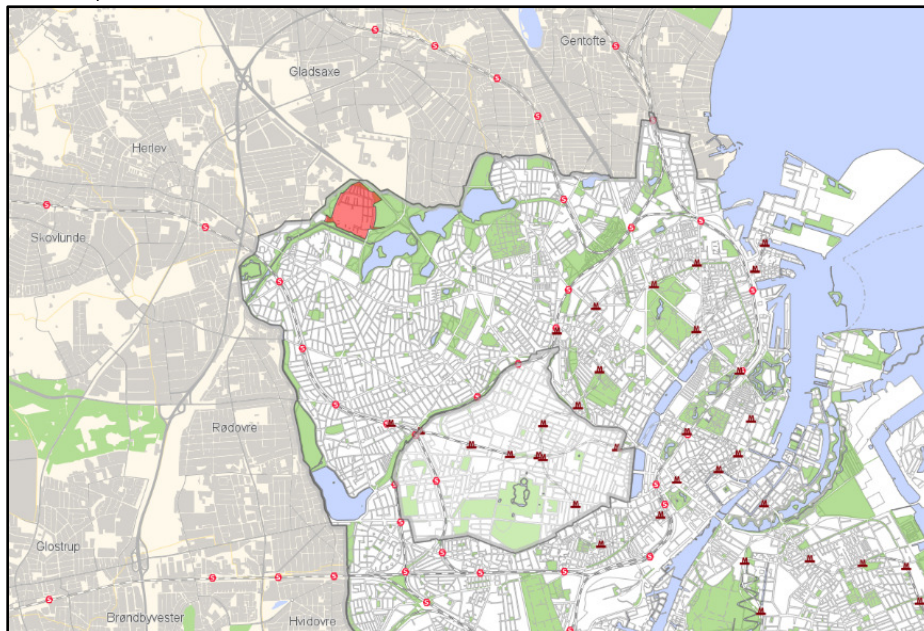 Gentofte
Gladsaxe
Herlev
Skovlunde
Rødovre
Glostrup
Brøndbyvester
Hvidovre